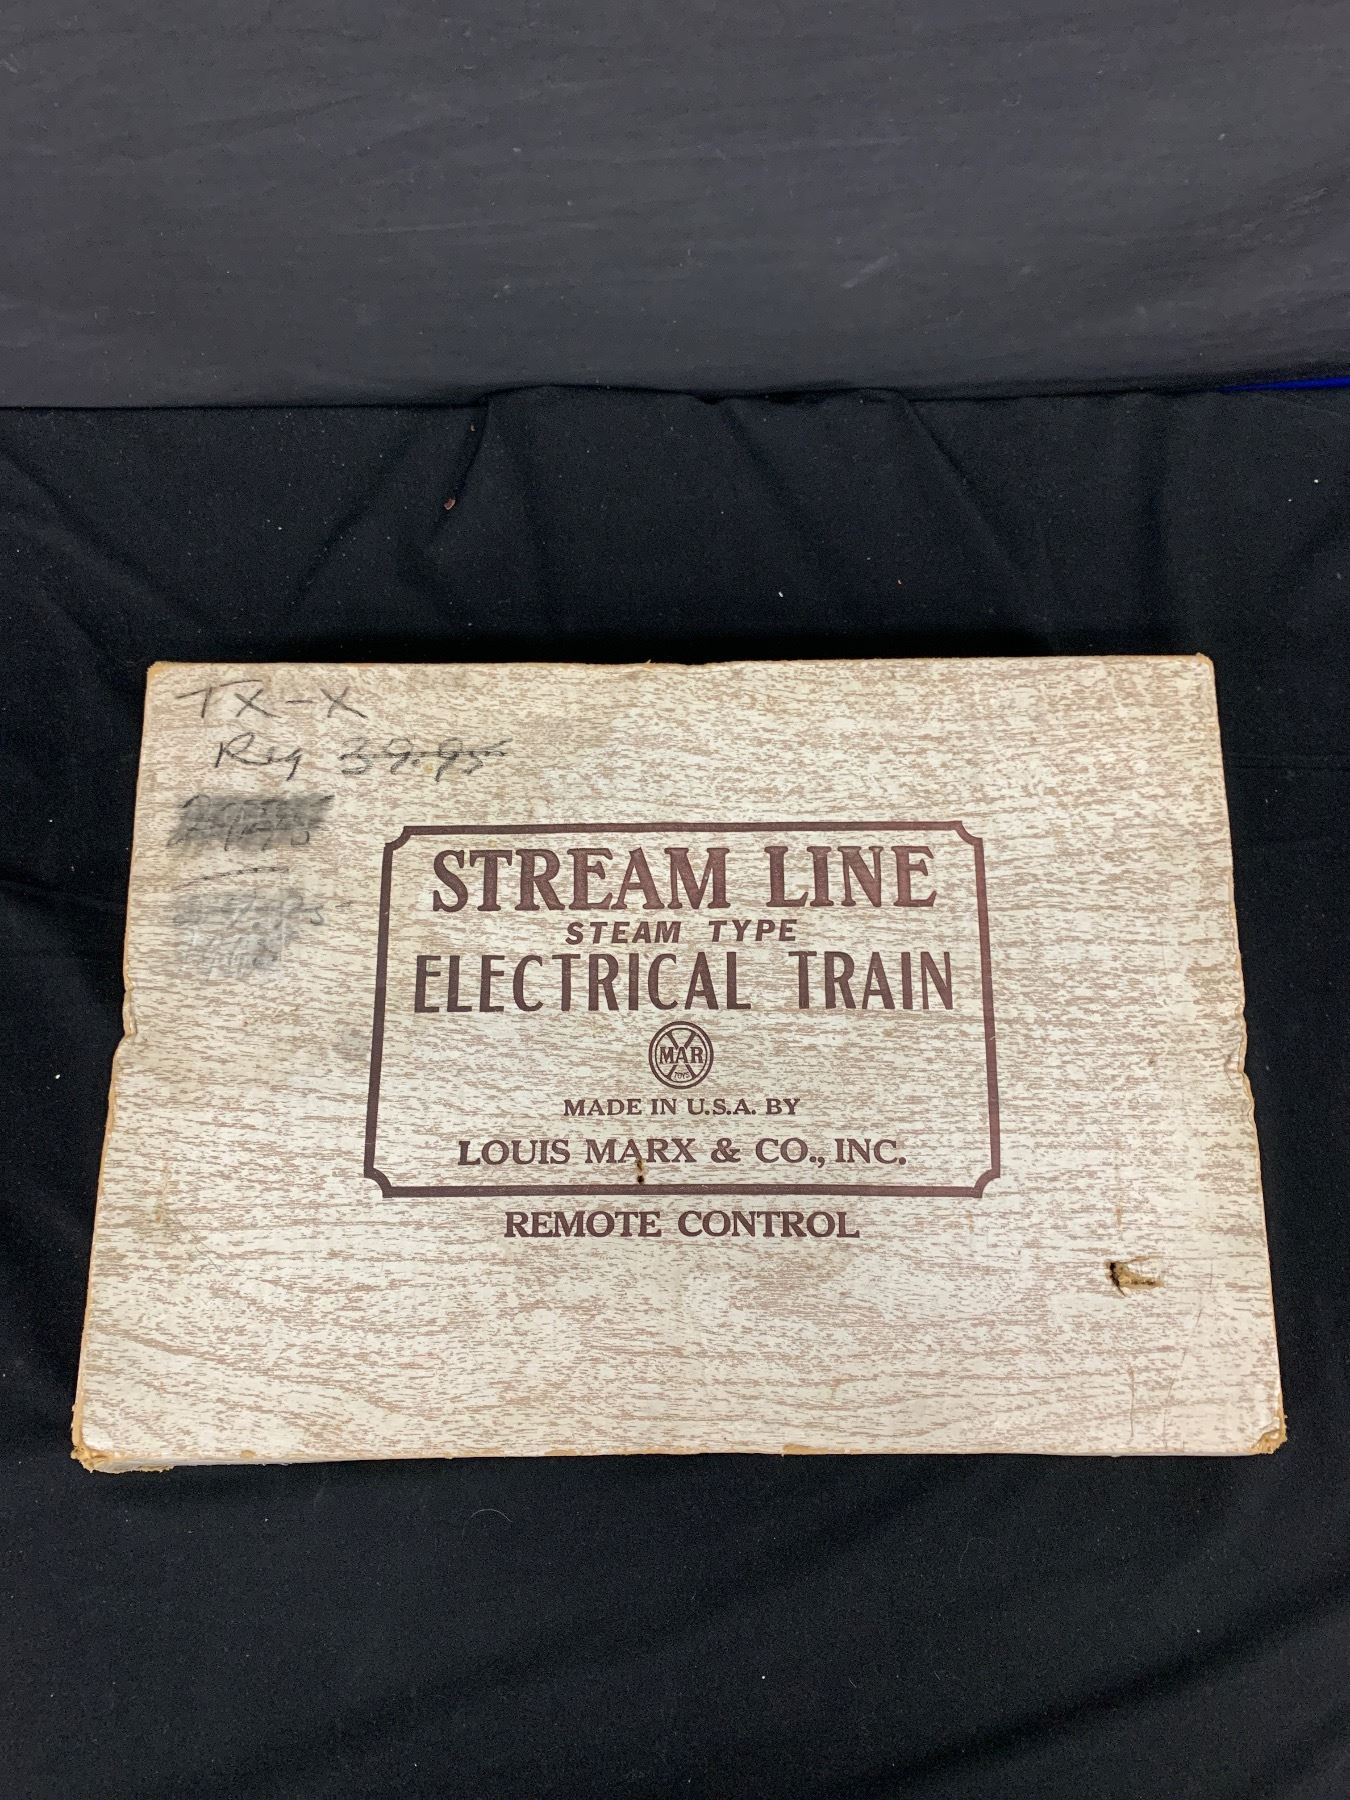 TX-X
Reg 39.95
STREAM LINE
STEAM TYPE
ELECTRICAL TRAIN
MAR
TOYS
MADE IN U.S.A. BY
LOUIS MARX & CO., INC.
REMOTE CONTROL